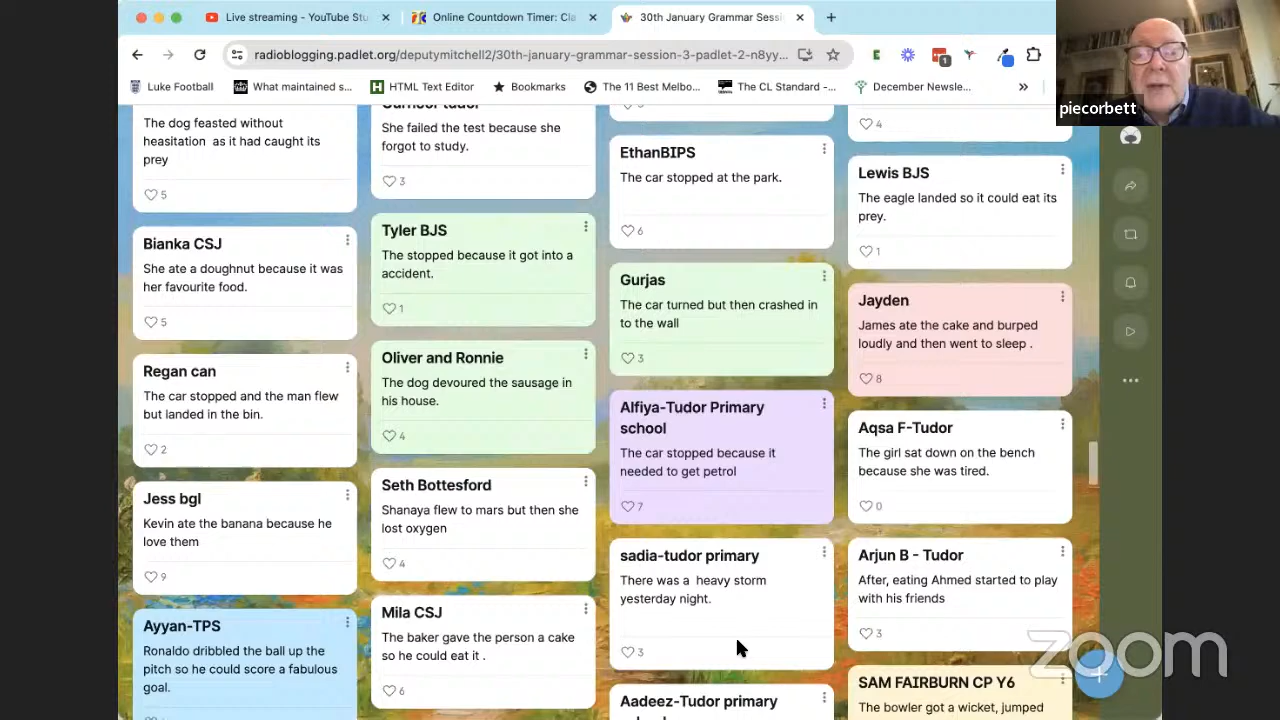 Live streaming - YouTube Stu
Online Countdown Timer: Cla
30th January Grammar Sessi
radioblogging.padlet.org/deputymitchell2/30th-january-grammar-session-3-padlet-2-n8yy...
Luke Football
What maintained s...
HTML Text Editor
Bookmarks
The 11 Best Melbo...
The CL Standard -...
December Newsle...
piecorbett
The dog feasted without
heasitation as it had caught its
prey
5
Bianka CSJ
She ate a doughnut because it was
her favourite food.
5
Regan can
The car stopped and the man flew
but landed in the bin.
2
Jess bgl
Kevin ate the banana because he
love them
9
Ayyan-TPS
Ronaldo dribbled the ball up the
pitch so he could score a fabulous
goal.
She failed the test because she
forgot to study.
3
Tyler BJS
The stopped because it got into a
accident.
1
Oliver and Ronnie
The dog devoured the sausage in
his house.
4
Seth Bottesford
Shanaya flew to mars but then she
lost oxygen
4
Mila CSJ
The baker gave the person a cake
so he could eat it .
6
EthanBIPS
The car stopped at the park.
6
Gurjas
The car turned but then crashed in
to the wall
3
Alfiya-Tudor Primary
school
The car stopped because it
needed to get petrol
7
sadia-tudor primary
There was a heavy storm
yesterday night.
3
Aadeez-Tudor primary
4
Lewis BJS
The eagle landed so it could eat its
prey.
1
Jayden
James ate the cake and burped
loudly and then went to sleep .
8
Aqsa F-Tudor
The girl sat down on the bench
because she was tired.
0
Arjun B - Tudor
After, eating Ahmed started to play
with his friends
3
SAM FAIRBURN CP Y6
The bowler got a wicket, jumped
zoom